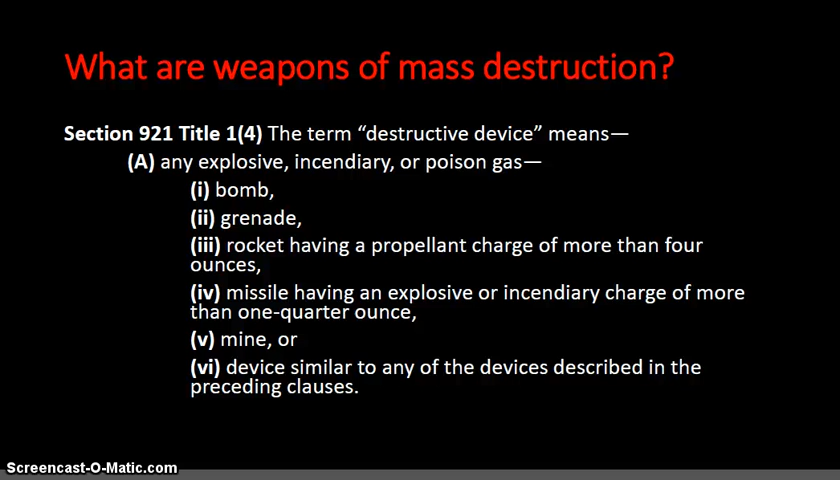 What are weapons of mass destruction?
Section 921 Title 1(4) The term “destructive device” means—
(A) any explosive, incendiary, or poison gas—
(i) bomb,
(ii) grenade,
(iii) rocket having a propellant charge of more than four
ounces,
(iv) missile having an explosive or incendiary charge of more
than one-quarter ounce,
(v) mine, or
(vi) device similar to any of the devices described in the
preceding clauses.
Screencast-O-Matic.com